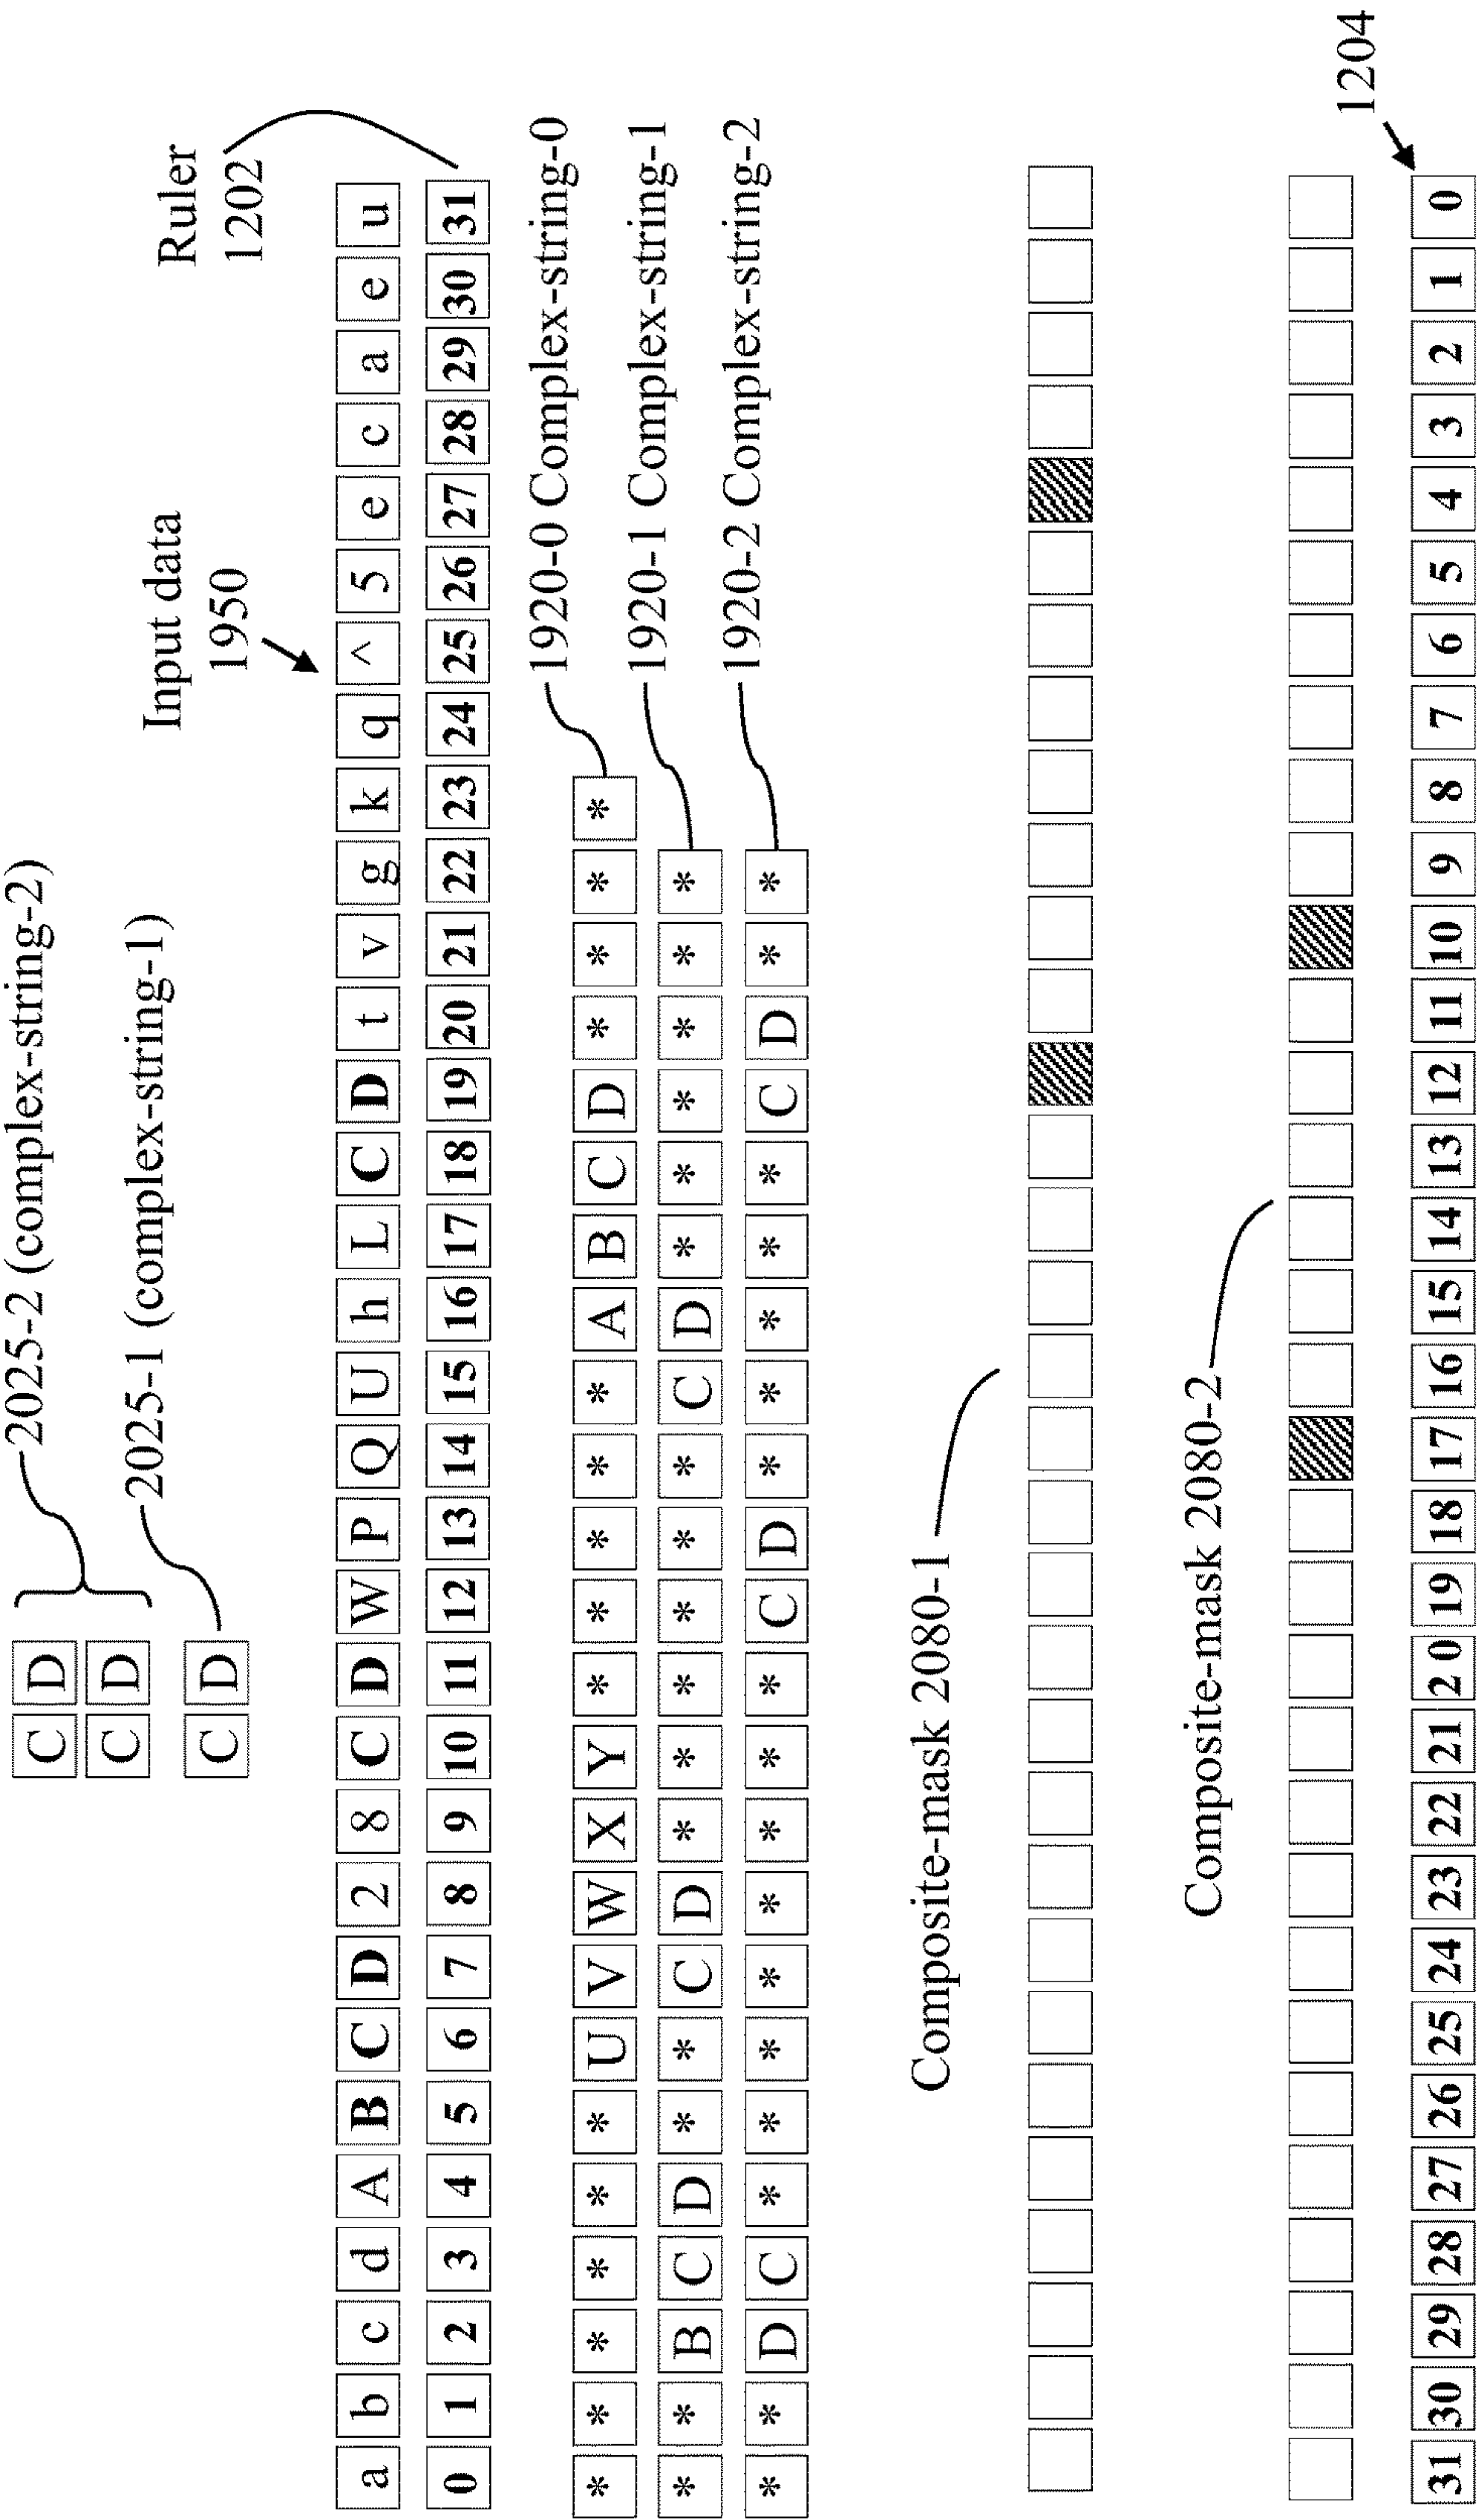 C D
C D
2025-2 (complex-string-2)
C D
2025-1 (complex-string-1)
Input data
1950
Ruler
1202
a b c d A B C D 2 8 C D W P Q U h L C D t v g k q ^ 5 e c a e u
0 1 2 3 4 5 6 7 8 9 10 11 12 13 14 15 16 17 18 19 20 21 22 23 24 25 26 27 28 29 30 31
* * * * * * U V W X Y * * * * * A B C D * * * *
1920-0 Complex-string-0
* * B C D * * C D * * * * * * C D * * * * * *
1920-1 Complex-string-1
* * D C * * * * * * * * C D * * * * * C D * *
1920-2 Complex-string-2
Composite-mask 2080-1
Composite-mask 2080-2
1204
31 30 29 28 27 26 25 24 23 22 21 20 19 18 17 16 15 14 13 12 11 10 9 8 7 6 5 4 3 2 1 0